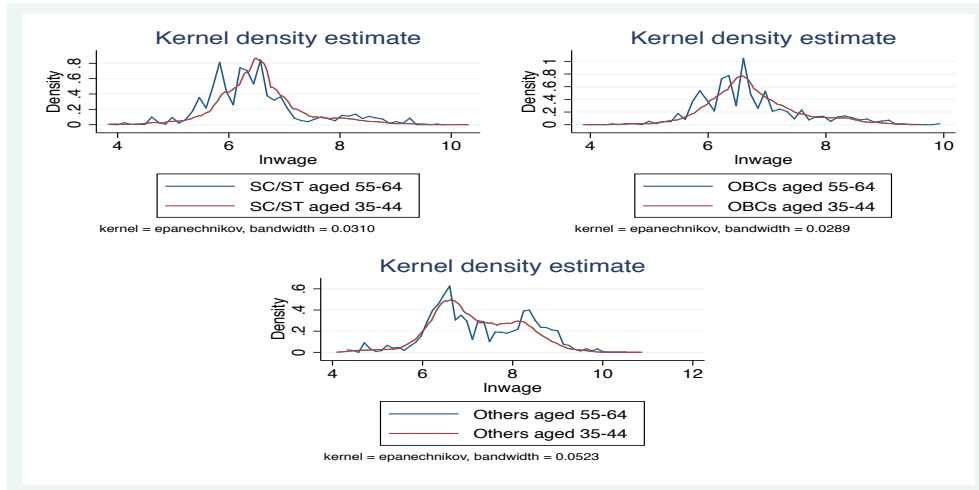 Kernel density estimate
Density
0 .2 .4 .6 .8
4 6 8 10
lnwage
SC/ST aged 55-64
SC/ST aged 35-44
kernel = epanechnikov, bandwidth = 0.0310
Kernel density estimate
Density
0 .2 .4 .6 .8 1
4 6 8 10
lnwage
OBCs aged 55-64
OBCs aged 35-44
kernel = epanechnikov, bandwidth = 0.0289
Kernel density estimate
Density
0 .2 .4 .6
4 6 8 10 12
lnwage
Others aged 55-64
Others aged 35-44
kernel = epanechnikov, bandwidth = 0.0523